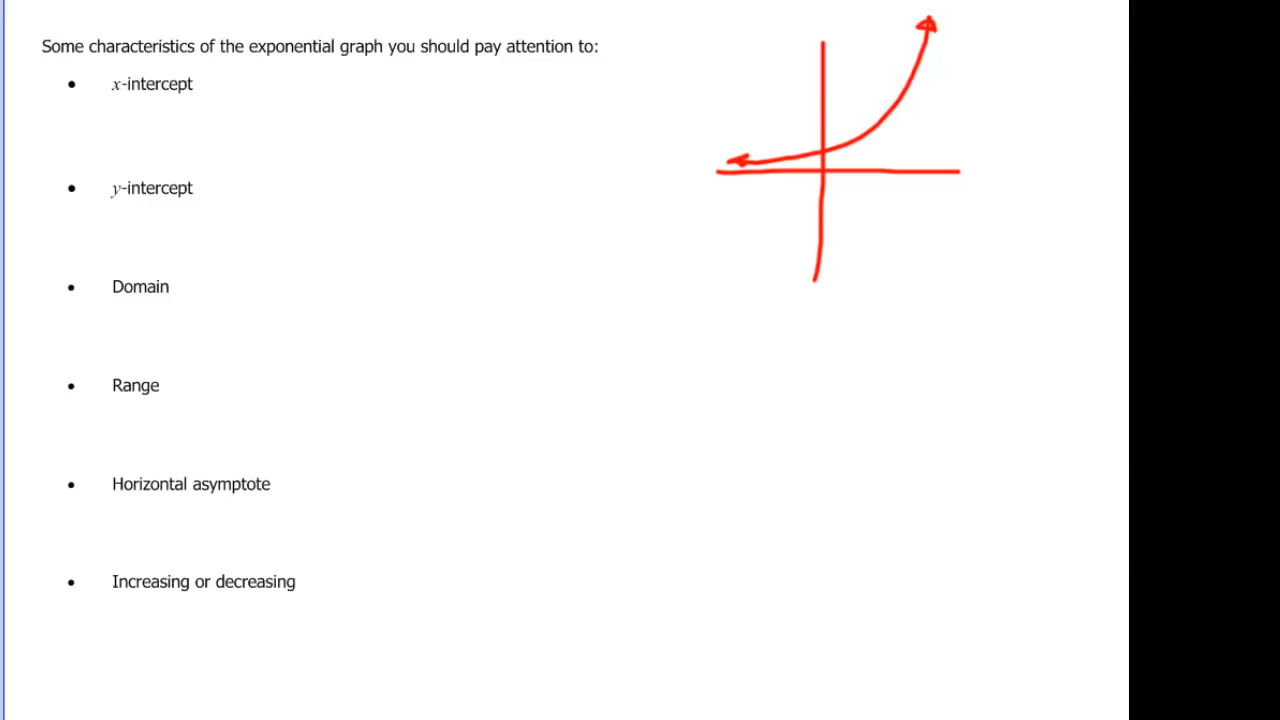 Some characteristics of the exponential graph you should pay attention to:
• x-intercept
• y-intercept
• Domain
• Range
• Horizontal asymptote
• Increasing or decreasing